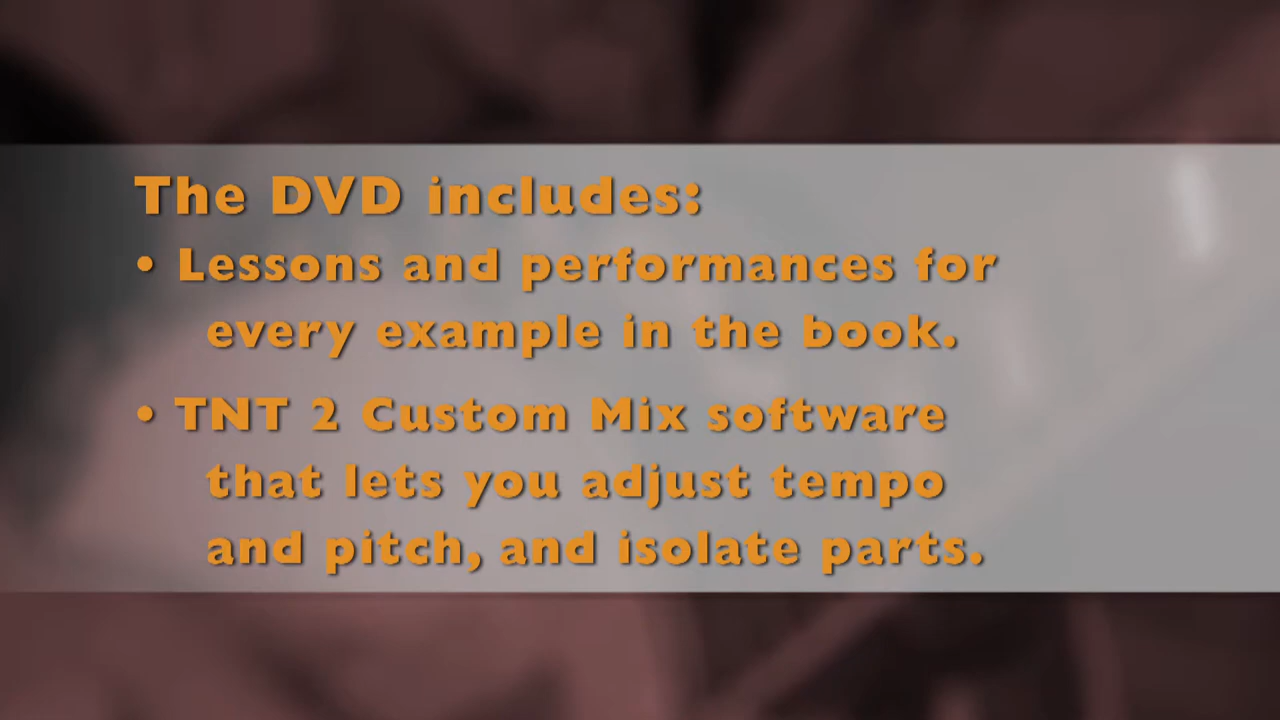 The DVD includes:
• Lessons and performances for
every example in the book.
• TNT 2 Custom Mix software
that lets you adjust tempo
and pitch, and isolate parts.